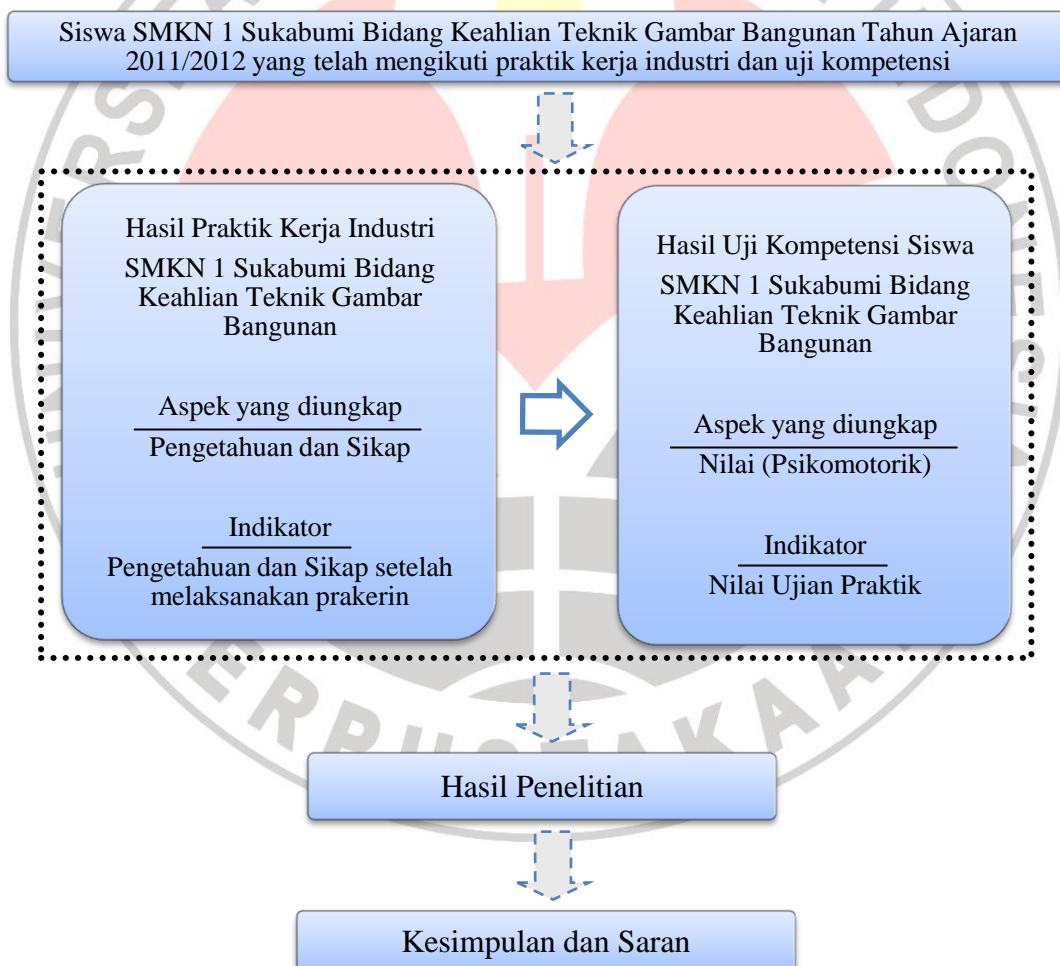 Siswa SMKN 1 Sukabumi Bidang Keahlian Teknik Gambar Bangunan Tahun Ajaran
2011/2012 yang telah mengikuti praktik kerja industri dan uji kompetensi
Hasil Praktik Kerja Industri
SMKN 1 Sukabumi Bidang
Keahlian Teknik Gambar
Bangunan
Aspek yang diungkap
Pengetahuan dan Sikap
Indikator
Pengetahuan dan Sikap setelah
melaksanakan prakerin
Hasil Uji Kompetensi Siswa
SMKN 1 Sukabumi Bidang
Keahlian Teknik Gambar
Bangunan
Aspek yang diungkap
Nilai (Psikomotorik)
Indikator
Nilai Ujian Praktik
Hasil Penelitian
Kesimpulan dan Saran